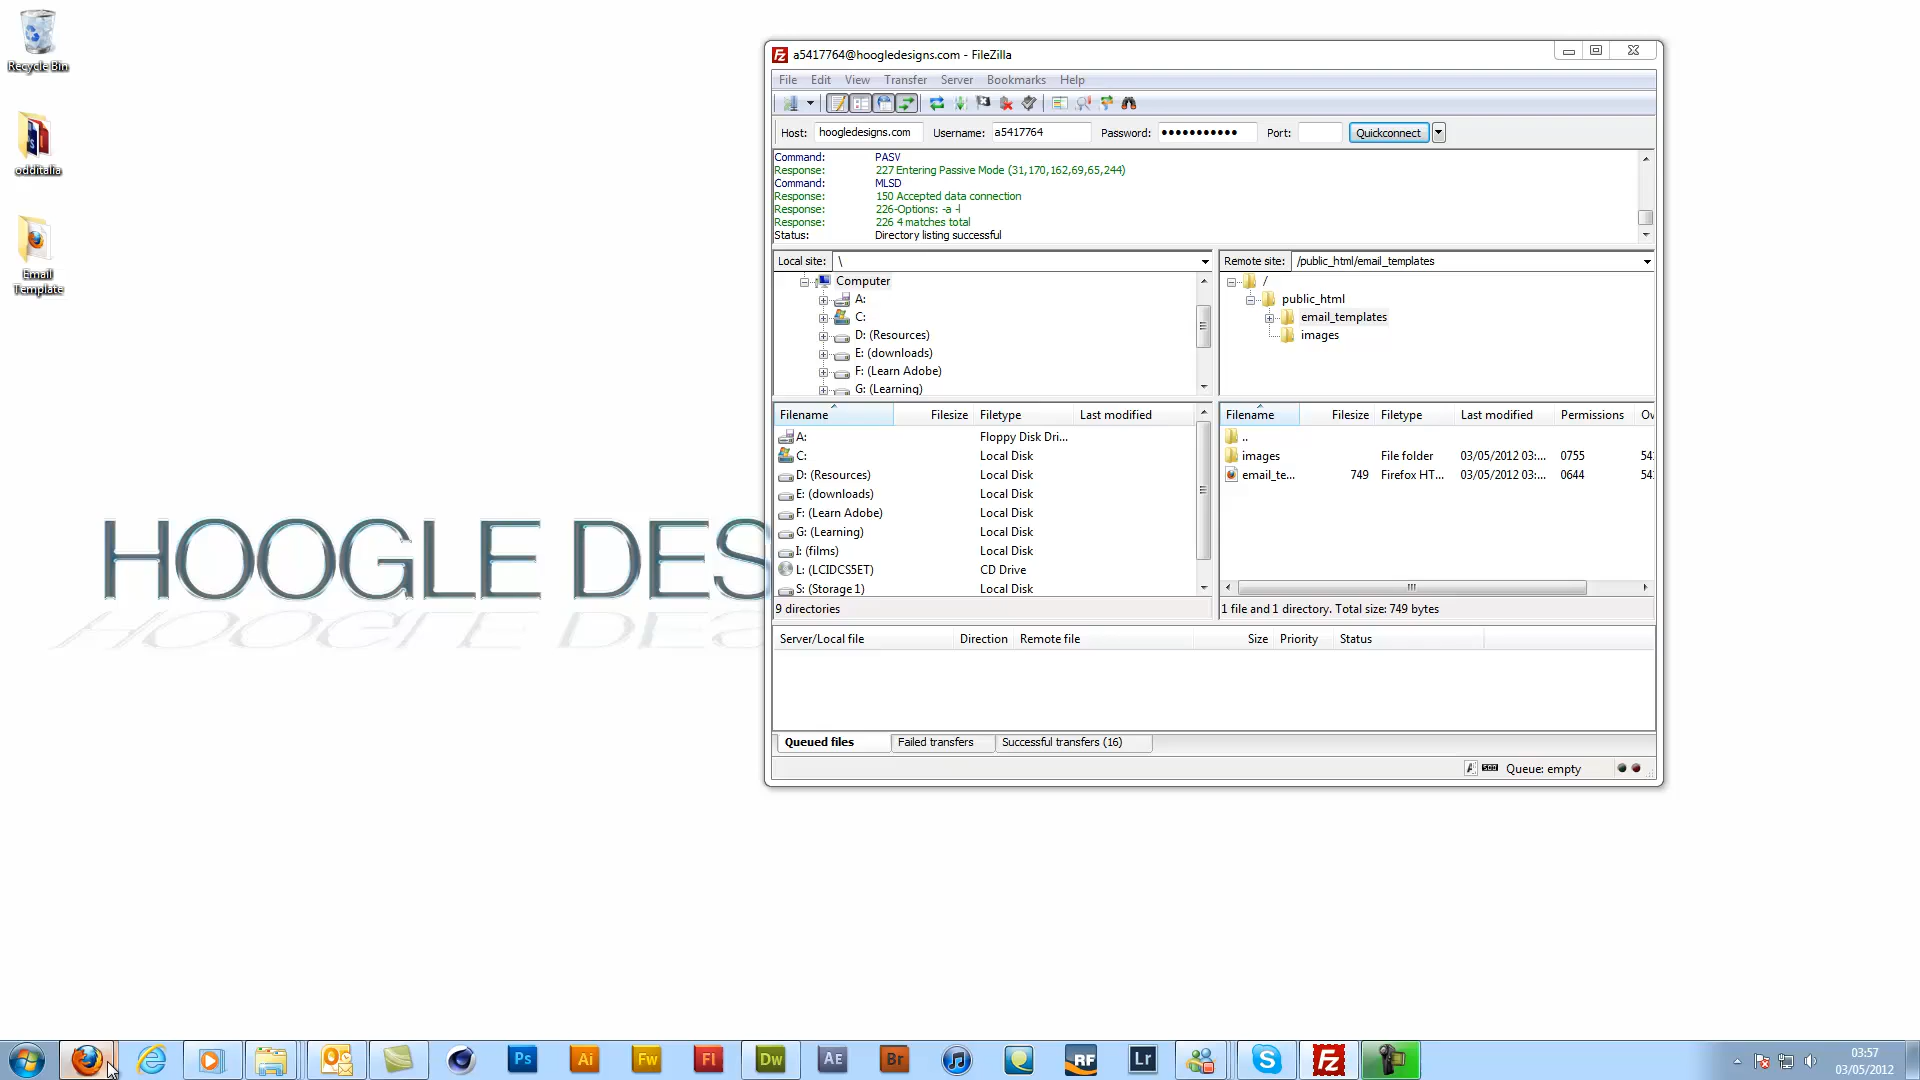 Recycle Bin
odditalia
Email
Template
HOOGLE DES
a5417764@hoogledesigns.com - FileZilla
File Edit View Transfer Server Bookmarks Help
Host: hoogledesigns.com Username: a5417764 Password: ●●●●●●●●●●● Port: Quickconnect
Command: PASV
Response: 227 Entering Passive Mode (31,170,162,69,65,244)
Command: MLSD
Response: 150 Accepted data connection
Response: 226-Options: -a -l
Response: 226 4 matches total
Status: Directory listing successful
Local site: \
Computer
A:
C:
D: (Resources)
E: (downloads)
F: (Learn Adobe)
G: (Learning)
Remote site: /public_html/email_templates
/
public_html
email_templates
images
Filename Filesize Filetype Last modified
A: Floppy Disk Dri...
C: Local Disk
D: (Resources) Local Disk
E: (downloads) Local Disk
F: (Learn Adobe) Local Disk
G: (Learning) Local Disk
I: (films) Local Disk
L: (LCIDCS5ET) CD Drive
S: (Storage 1) Local Disk
9 directories
Filename Filesize Filetype Last modified Permissions Ov
..
images File folder 03/05/2012 03:... 0755 54
email_te... 749 Firefox HT... 03/05/2012 03:... 0644 54
1 file and 1 directory. Total size: 749 bytes
Server/Local file Direction Remote file Size Priority Status
Queued files Failed transfers Successful transfers (16)
Queue: empty
Ps Ai Fw Fl Dw AE Br .RF Lr
03:57
03/05/2012